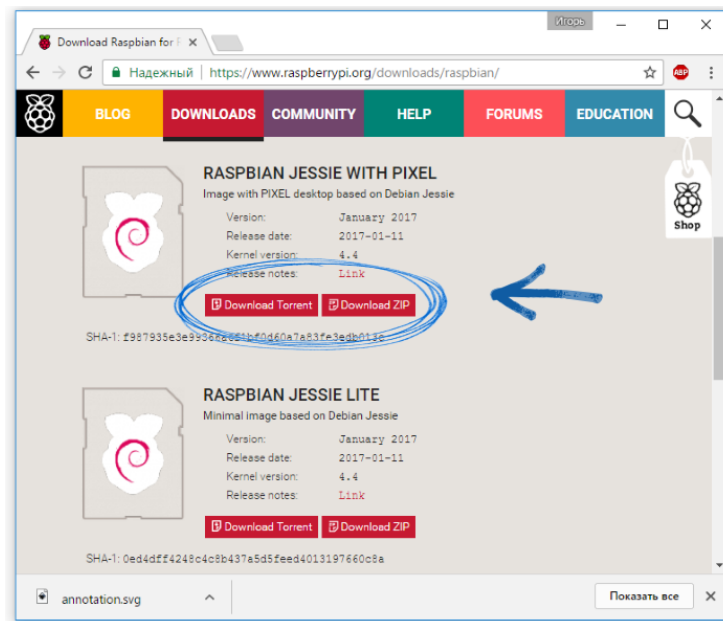 Игорь
Download Raspbian for F
Надежный https://www.raspberrypi.org/downloads/raspbian/
ABP
BLOG DOWNLOADS COMMUNITY HELP FORUMS EDUCATION
RASPBIAN JESSIE WITH PIXEL
Image with PIXEL desktop based on Debian Jessie
Version: January 2017
Release date: 2017-01-11
Kernel version: 4.4
Release notes: Link
Shop
Download Torrent Download ZIP
SHA-1:
RASPBIAN JESSIE LITE
Minimal image based on Debian Jessie
Version: January 2017
Release date: 2017-01-11
Kernel version: 4.4
Release notes: Link
Download Torrent Download ZIP
SHA-1: 0ed4dff4248c4c8b437a5d5feed4013197660c8a
annotation.svg
Показать все